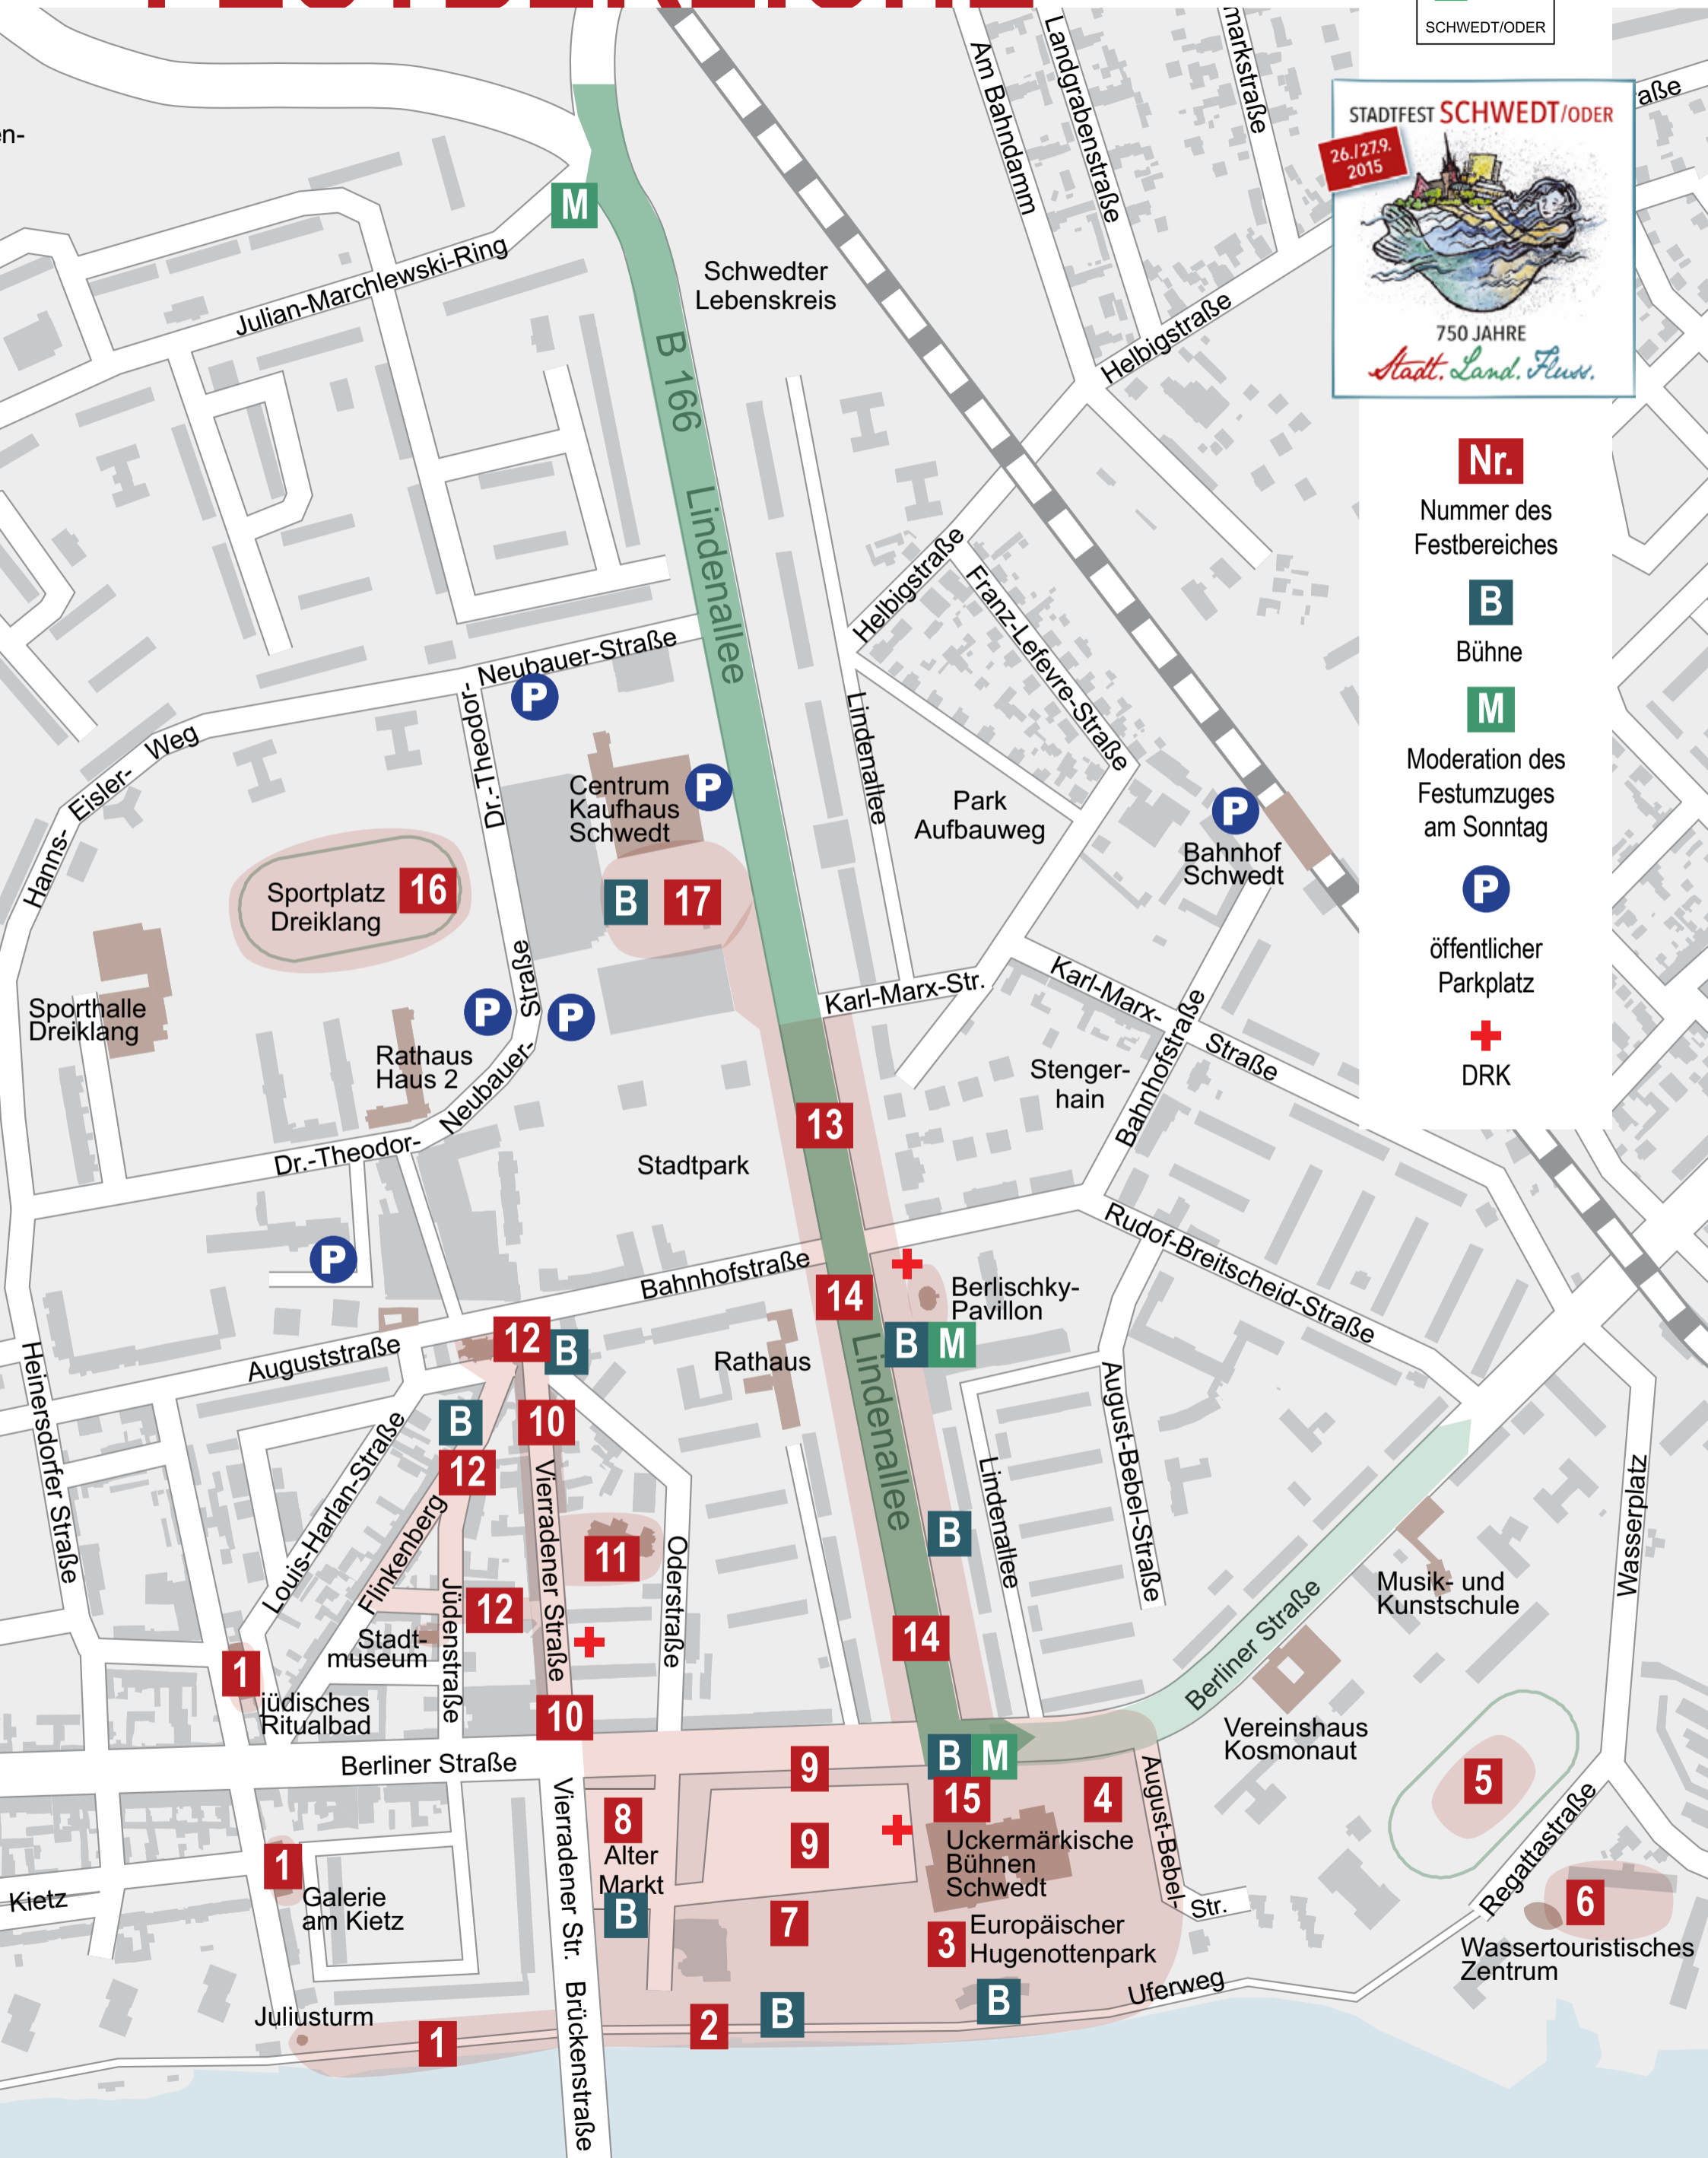 FESTBEREICHE
SCHWEDT/ODER
STADTFEST SCHWEDT/ODER
26./27.9.
2015
750 JAHRE
Stadt. Land. Fluss.
Nr.
Nummer des
Festbereiches
B
Bühne
M
Moderation des
Festumzuges
am Sonntag
P
öffentlicher
Parkplatz
DRK
en-
Am Bahndamm
Landgrabenstraße
markstraße
aße
M
Julian-Marchlewski-Ring
Schwedter
Lebenskreis
B 166
Lindenallee
Helbigstraße
Helbigstraße
Franz-Lefevre-Straße
Neubauer-Straße
Dr.-Theodor-
P
Hanns-
Eisler-
Weg
Centrum
Kaufhaus
Schwedt
P
Lindenallee
Park
Aufbauweg
P
Bahnhof
Schwedt
Sportplatz
Dreiklang
16
B
17
Straße
Sporthalle
Dreiklang
P
P
Karl-Marx-Str.
Karl-Marx-
Straße
Bahnhofstraße
Rathaus
Haus 2
Neubauer-
Dr.-Theodor-
Stenger-
hain
13
Stadtpark
P
Bahnhofstraße
14
Berlischky-
Pavillon
B
M
Rudof-Breitscheid-Straße
Auguststraße
12
B
Rathaus
Heinersdorfer Straße
B
10
12
Louis-Harlan-Straße
Flinkenberg
Vierradener Straße
11
Oderstraße
Jüdenstraße
12
Lindenallee
B
Lindenallee
August-Bebel-Straße
14
Stadt-
museum
1
jüdisches
Ritualbad
10
Berliner Straße
Musik- und
Kunstschule
Wasserplatz
Vereinshaus
Kosmonaut
Berliner Straße
9
B
M
15
4
August-Bebel-
Str.
5
8
Alter
Markt
B
9
Uckermärkische
Bühnen
Schwedt
1
Galerie
am Kietz
Kietz
Vierradener Str.
7
3
Europäischer
Hugenottenpark
Regattastraße
6
Wassertouristisches
Zentrum
Uferweg
Juliusturm
1
Brückenstraße
2
B
B